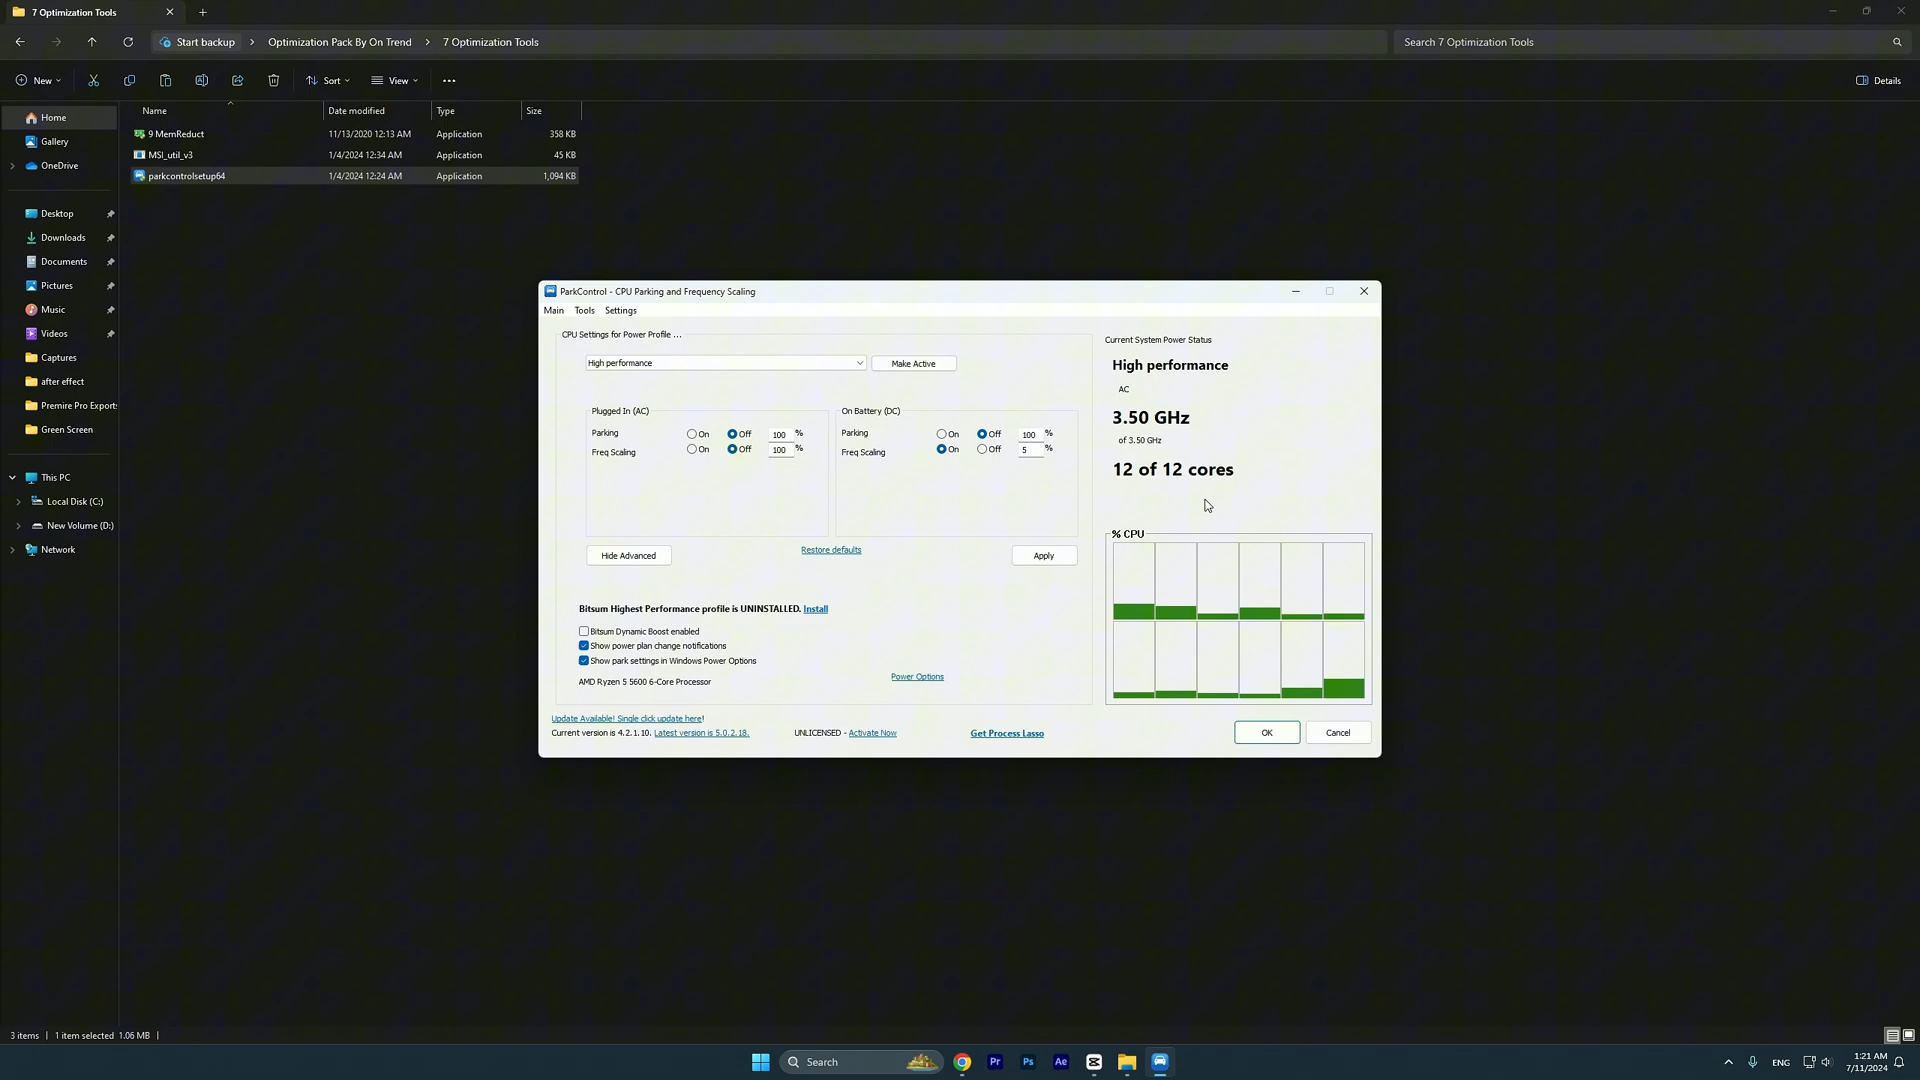 7 Optimization Tools
Start backup
Optimization Pack By On Trend
7 Optimization Tools
Search 7 Optimization Tools
New
Sort
View
Details
Name
Date modified
Type
Size
9 MemReduct
11/13/2020 12:13 AM
Application
358 KB
MSI_util_v3
1/4/2024 12:34 AM
Application
45 KB
parkcontrolsetup64
1/4/2024 12:24 AM
Application
1,094 KB
Home
Gallery
OneDrive
Desktop
Downloads
Documents
Pictures
Music
Videos
Captures
after effect
Premire Pro Exports
Green Screen
This PC
Local Disk (C:)
New Volume (D:)
Network
ParkControl - CPU Parking and Frequency Scaling
Main Tools Settings
CPU Settings for Power Profile ...
High performance
Make Active
Plugged In (AC)
Parking On Off 100 %
Freq Scaling On Off 100 %
On Battery (DC)
Parking On Off 100 %
Freq Scaling On Off 5 %
Hide Advanced
Restore defaults
Apply
Bitsum Highest Performance profile is UNINSTALLED. Install
Bitsum Dynamic Boost enabled
Show power plan change notifications
Show park settings in Windows Power Options
AMD Ryzen 5 5600 6-Core Processor
Power Options
Current System Power Status
High performance
AC
3.50 GHz
of 3.50 GHz
12 of 12 cores
% CPU
Update Available! Single click update here!
Current version is 4.2.1.10. Latest version is 5.0.2.18.
UNLICENSED - Activate Now
Get Process Lasso
OK
Cancel
3 items
1 item selected 1.06 MB
Search
Pr
Ps
Ae
ENG
1:21 AM
7/11/2024